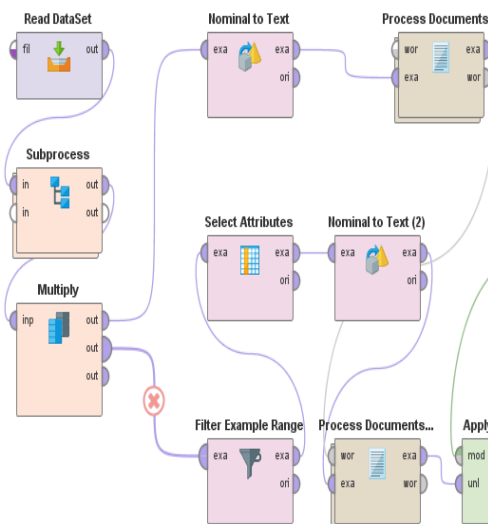 Read DataSet
fil out
Nominal to Text
exa exa
ori
Process Documents
wor exa
exa wor
Subprocess
in out
in out
Select Attributes
exa exa
ori
Nominal to Text (2)
exa exa
ori
Multiply
inp out
out
out
Filter Example Range
exa exa
ori
Process Documents...
wor exa
exa wor
Apply
mod
unl